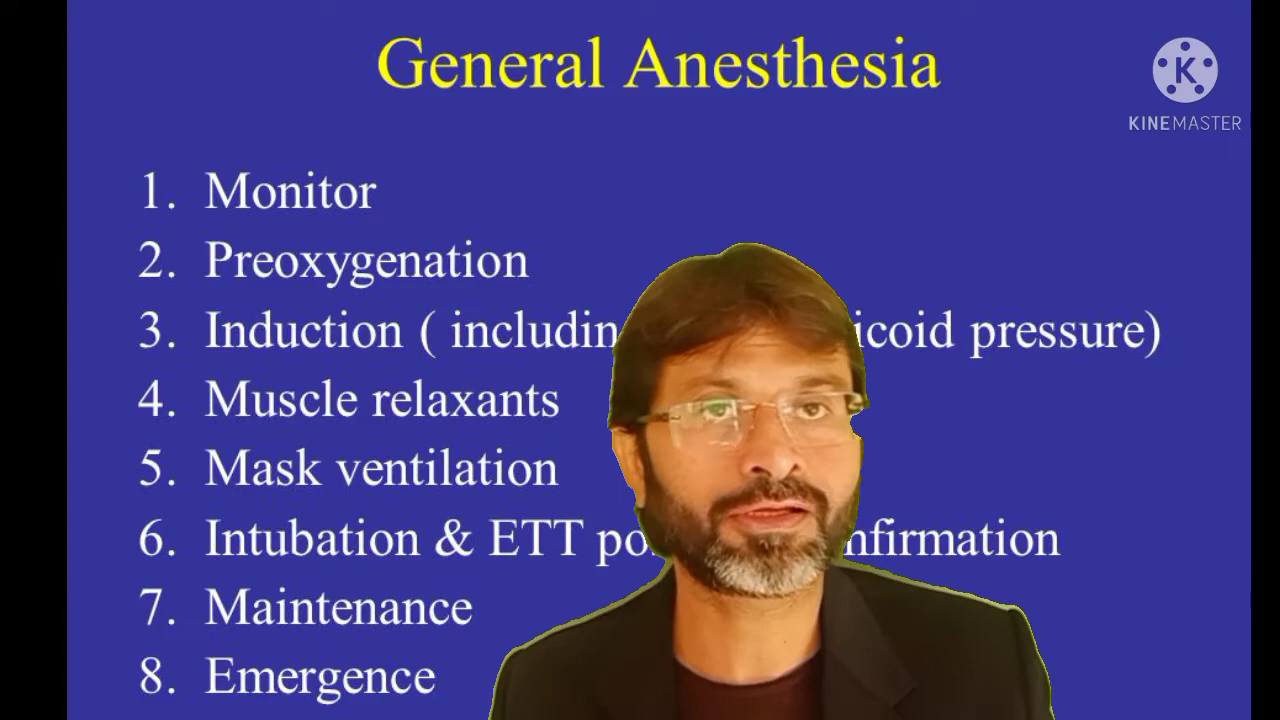 General Anesthesia
KINEMASTER
1. Monitor
2. Preoxygenation
3. Induction ( pressure)
4. Muscle relaxants
5. Mask ventilation
6. Intubation & ETT
7. Maintenance
8. Emergence